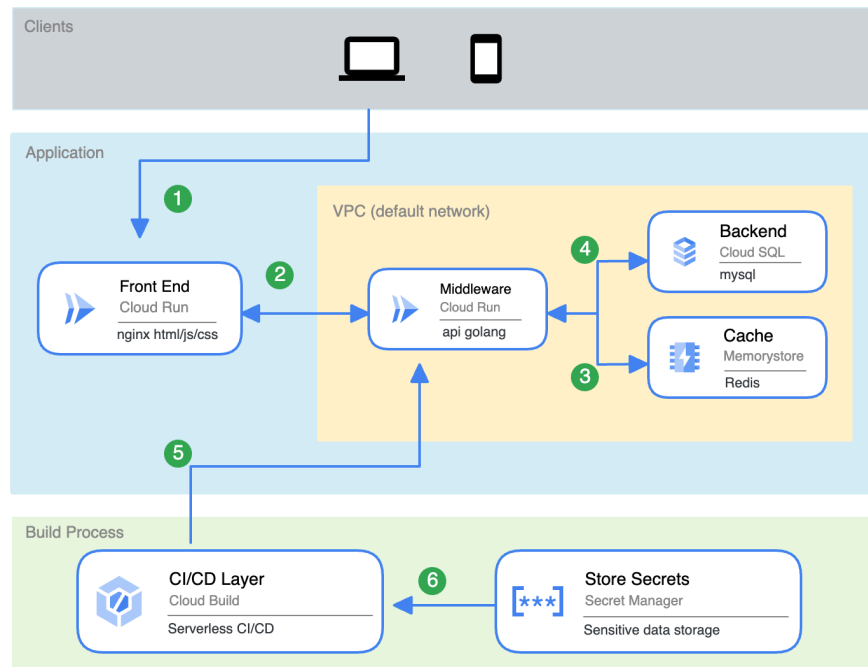 Clients
Application
1
VPC (default network)
4
Backend
Cloud SQL
mysql
2
Front End
Cloud Run
nginx html/js/css
Middleware
Cloud Run
api golang
3
Cache
Memorystore
Redis
5
Build Process
CI/CD Layer
Cloud Build
Serverless CI/CD
6
[***]
Store Secrets
Secret Manager
Sensitive data storage